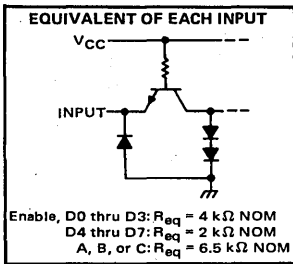 EQUIVALENT OF EACH INPUT
VCC
INPUT
Enable, D0 thru D3: Req = 4 kΩ NOM
D4 thru D7: Req = 2 kΩ NOM
A, B, or C: Req = 6.5 kΩ NOM